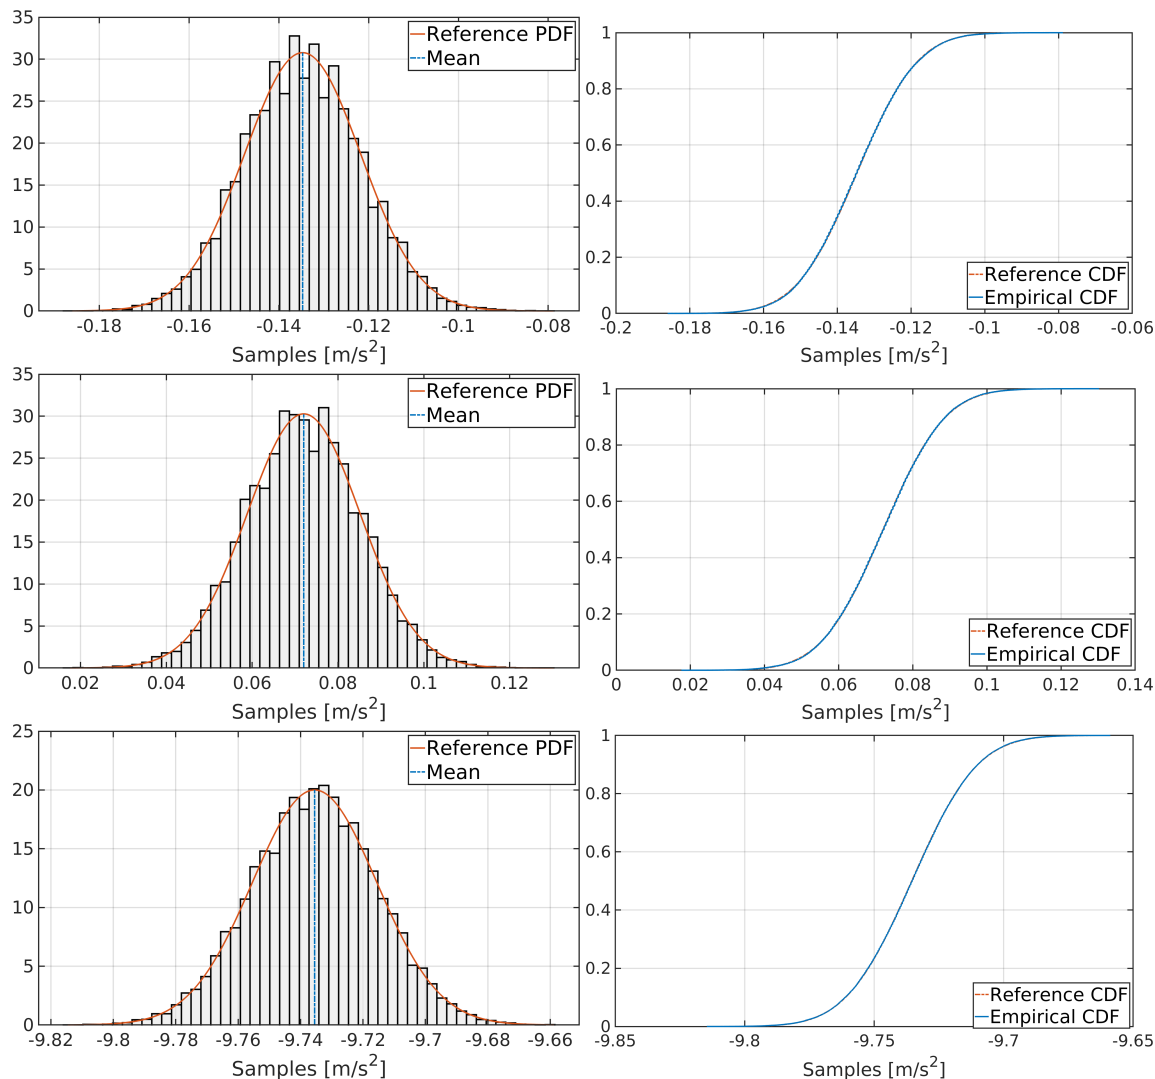 35
30
25
20
15
10
5
0
Reference PDF
Mean
-0.18 -0.16 -0.14 -0.12 -0.1 -0.08
Samples [m/s2]
1
0.8
0.6
0.4
0.2
0
Reference CDF
Empirical CDF
-0.2 -0.18 -0.16 -0.14 -0.12 -0.1 -0.08 -0.06
Samples [m/s2]
35
30
25
20
15
10
5
0
Reference PDF
Mean
0.02 0.04 0.06 0.08 0.1 0.12
Samples [m/s2]
1
0.8
0.6
0.4
0.2
0
Reference CDF
Empirical CDF
0 0.02 0.04 0.06 0.08 0.1 0.12 0.14
Samples [m/s2]
25
20
15
10
5
0
Reference PDF
Mean
-9.82 -9.8 -9.78 -9.76 -9.74 -9.72 -9.7 -9.68 -9.66
Samples [m/s2]
1
0.8
0.6
0.4
0.2
0
Reference CDF
Empirical CDF
-9.85 -9.8 -9.75 -9.7 -9.65
Samples [m/s2]